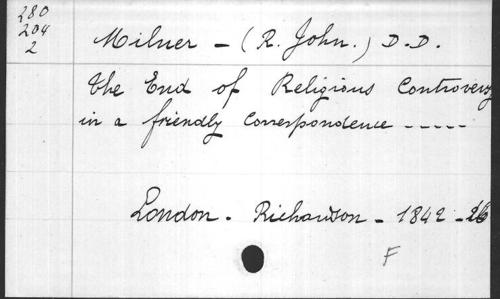 280
204
2
Milner - (R. John.) D.D.
The End of Religious Controversy
in a friendly Correspondence -----
London - Richardson - 1842 - 26
F